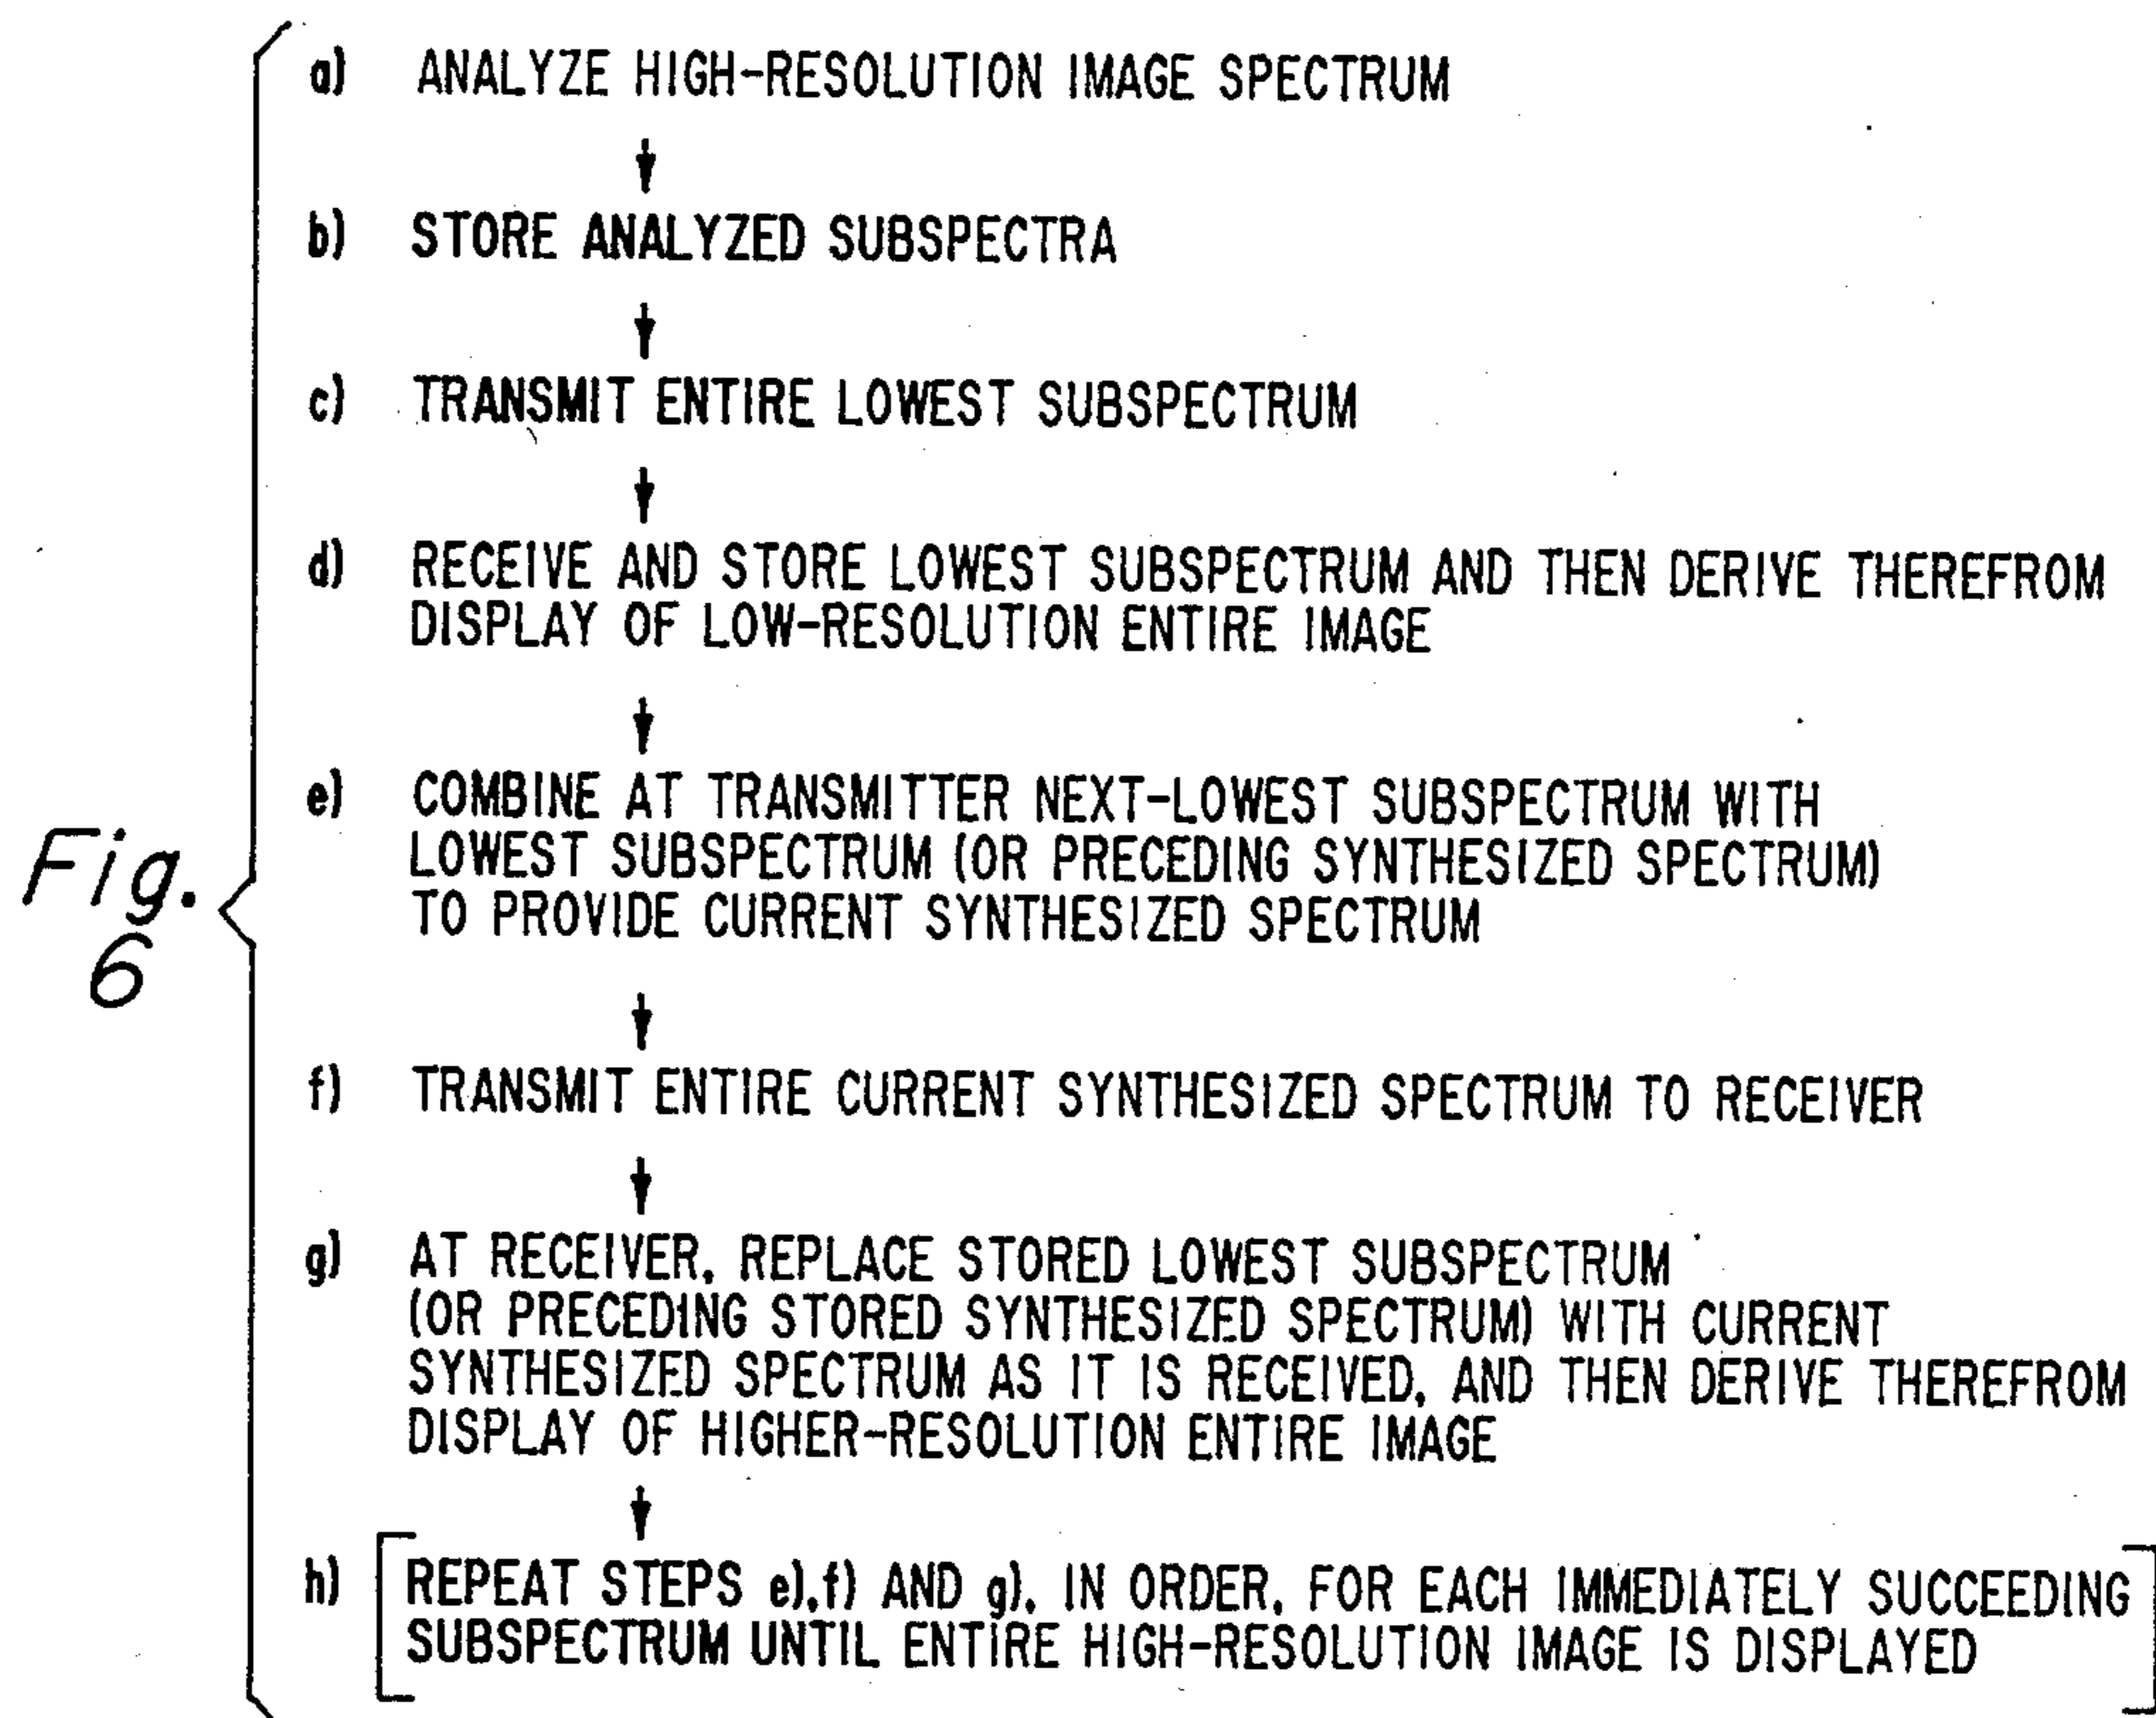 a) ANALYZE HIGH-RESOLUTION IMAGE SPECTRUM
b) STORE ANALYZED SUBSPECTRA
c) TRANSMIT ENTIRE LOWEST SUBSPECTRUM
d) RECEIVE AND STORE LOWEST SUBSPECTRUM AND THEN DERIVE THEREFROM
DISPLAY OF LOW-RESOLUTION ENTIRE IMAGE
e) COMBINE AT TRANSMITTER NEXT-LOWEST SUBSPECTRUM WITH
LOWEST SUBSPECTRUM (OR PRECEDING SYNTHESIZED SPECTRUM)
TO PROVIDE CURRENT SYNTHESIZED SPECTRUM
Fig.
6
f) TRANSMIT ENTIRE CURRENT SYNTHESIZED SPECTRUM TO RECEIVER
g) AT RECEIVER, REPLACE STORED LOWEST SUBSPECTRUM
(OR PRECEDING STORED SYNTHESIZED SPECTRUM) WITH CURRENT
SYNTHESIZED SPECTRUM AS IT IS RECEIVED, AND THEN DERIVE THEREFROM
DISPLAY OF HIGHER-RESOLUTION ENTIRE IMAGE
h) [REPEAT STEPS e),f) AND g), IN ORDER, FOR EACH IMMEDIATELY SUCCEEDING
SUBSPECTRUM UNTIL ENTIRE HIGH-RESOLUTION IMAGE IS DISPLAYED]